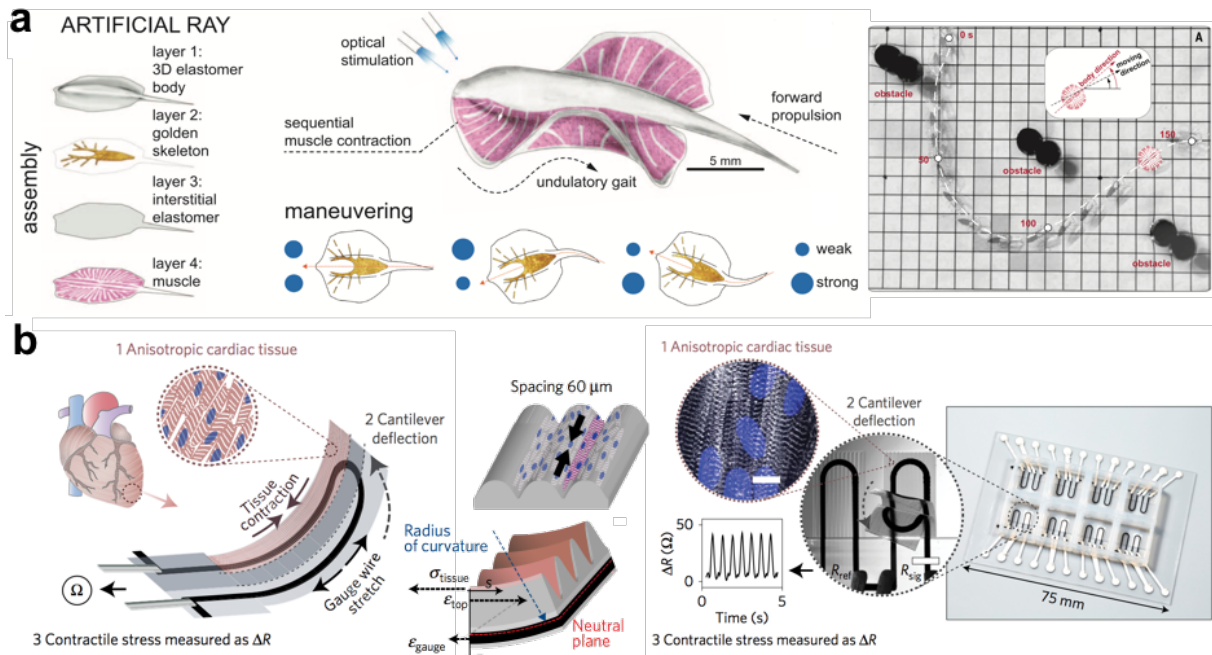 a
ARTIFICIAL RAY
assembly
layer 1:
3D elastomer
body
layer 2:
golden
skeleton
layer 3:
interstitial
elastomer
layer 4:
muscle
optical
stimulation
sequential
muscle contraction
undulatory gait
forward
propulsion
5 mm
maneuvering
weak
strong
A
0 s
obstacle
body direction
moving
direction
50
obstacle
150
100
obstacle
b
1 Anisotropic cardiac tissue
2 Cantilever
deflection
Tissue
contraction
Gauge wire
stretch
Ω
3 Contractile stress measured as ΔR
Spacing 60 μm
Radius
of curvature
σtissue
s
εtop
εgauge
Neutral
plane
1 Anisotropic cardiac tissue
2 Cantilever
deflection
50
ΔR (Ω)
0
0
5
Time (s)
Rref
Rsig
3 Contractile stress measured as ΔR
75 mm